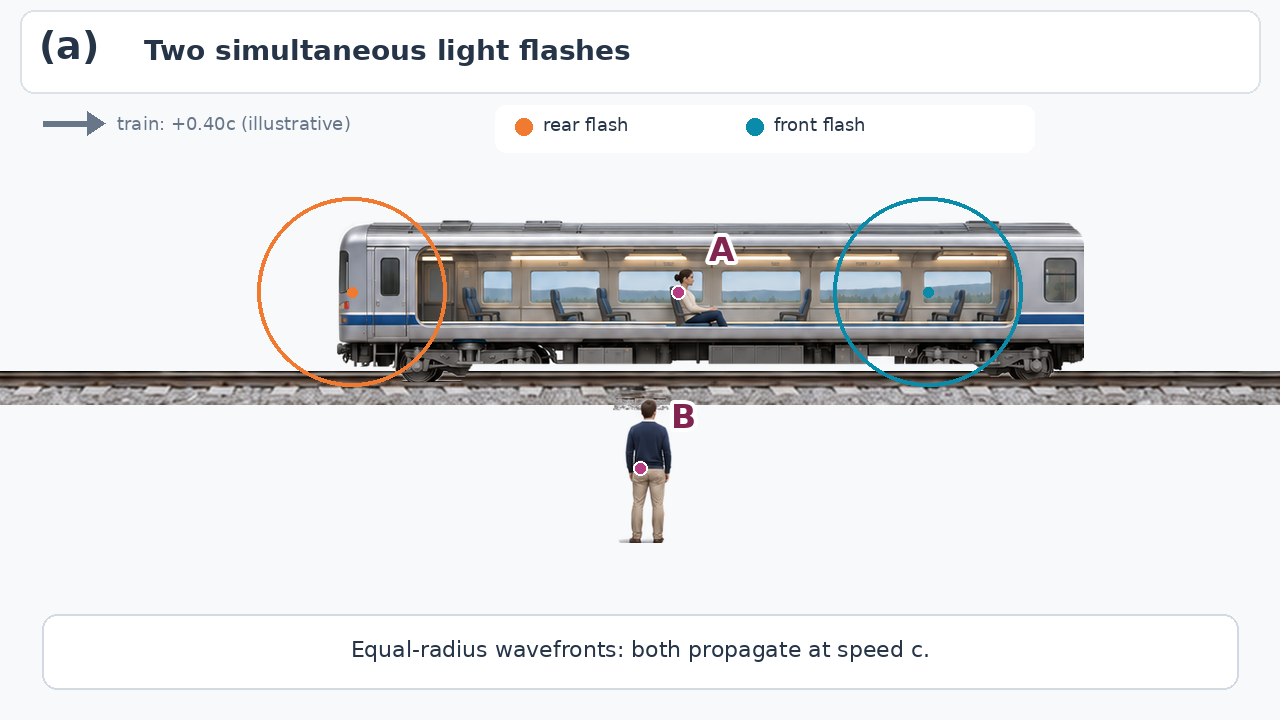 (a) Two simultaneous light flashes
train: +0.40c (illustrative)
rear flash
front flash
A
B
Equal-radius wavefronts: both propagate at speed c.